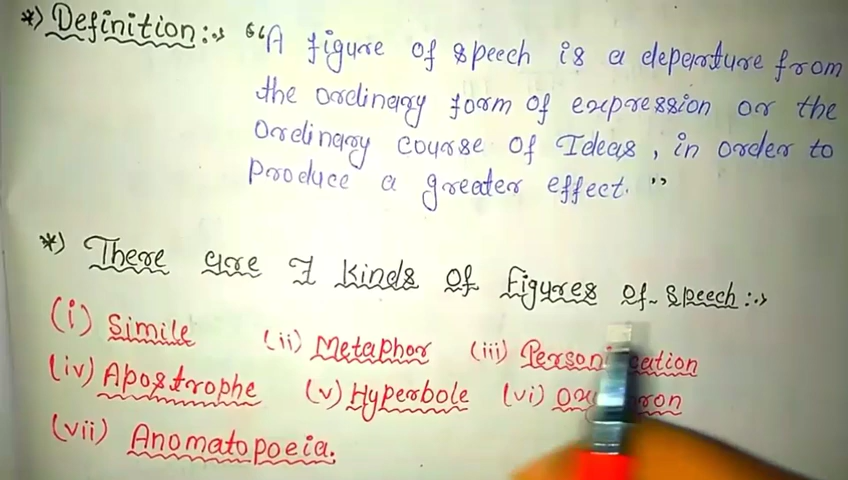 *) Definition:→ "A figure of speech is a departure from
the ordinary form of expression or the
ordinary course of Ideas, in order to
produce a greater effect."
*) There are 7 kinds of Figures of speech:→
(i) Simile (ii) Metaphor (iii)
(iv) Apostrophe (v) Hyperbole (vi)
(vii) Anomatopoeia.